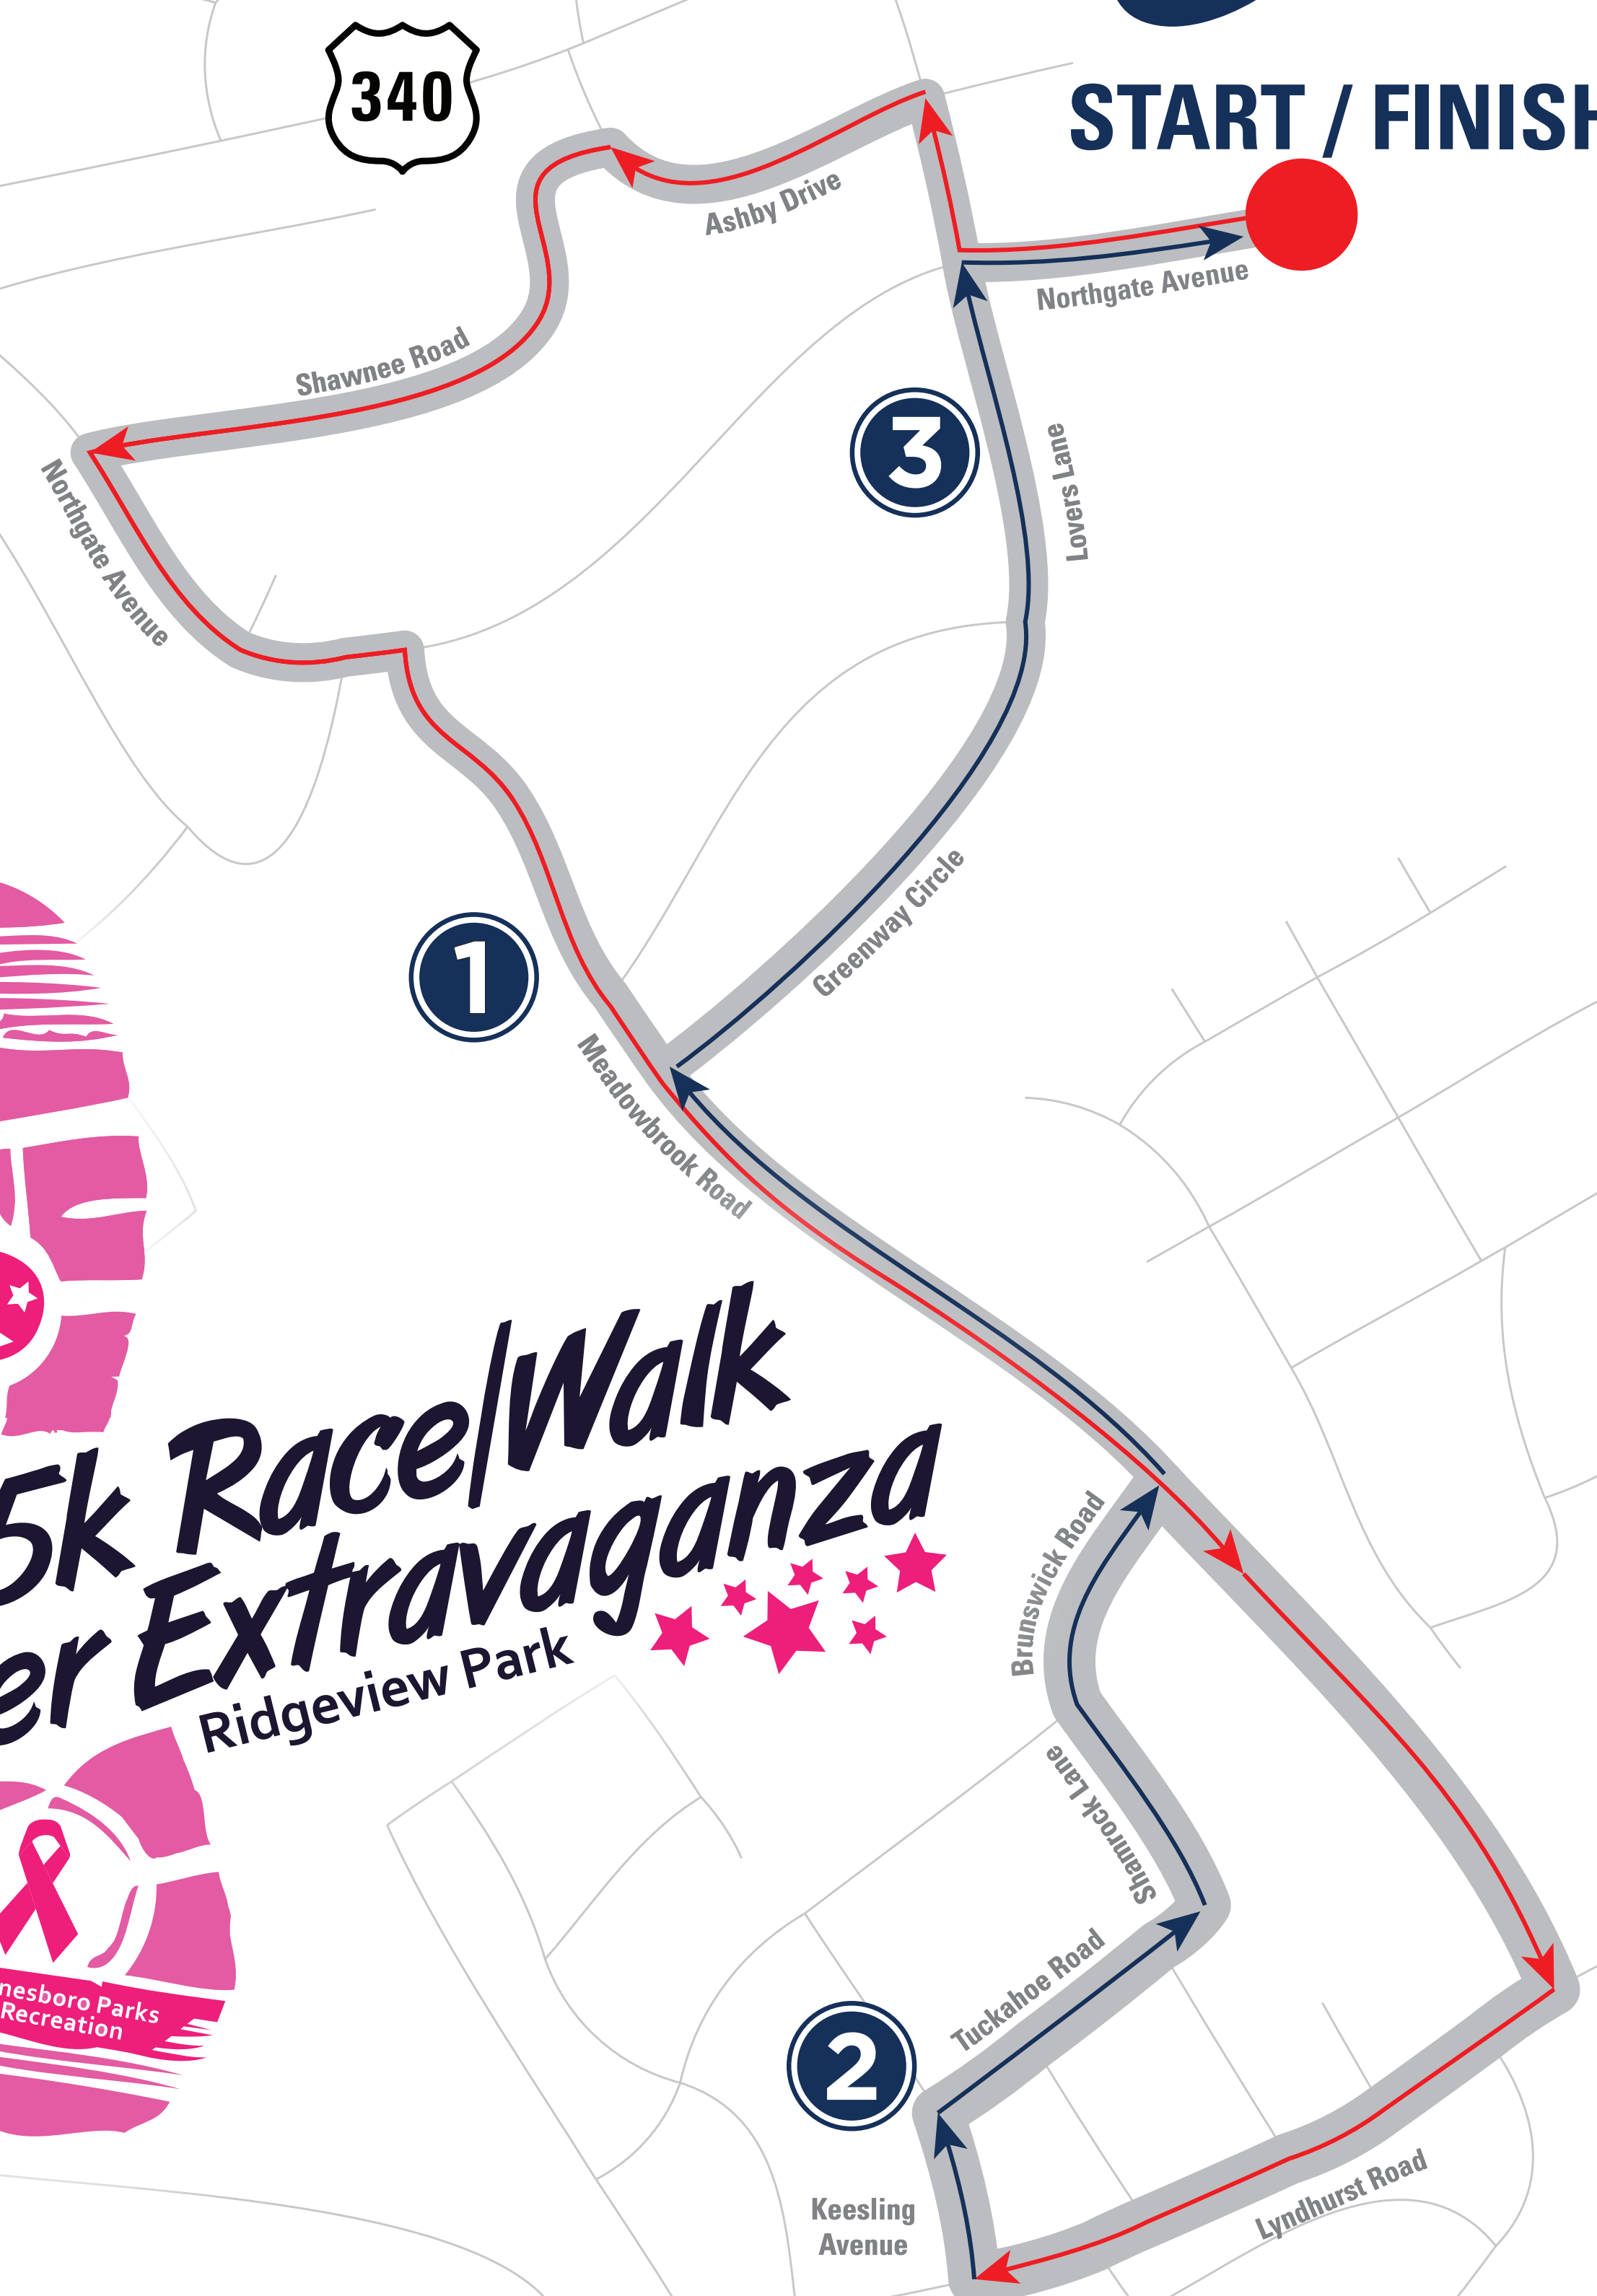 340
START / FINISH
Ashby Drive
Northgate Avenue
Shawnee Road
3
Lovers Lane
Northgate Avenue
Greenway Circle
1
Meadowbrook Road
5k Race/Walk
er Extravaganza
Ridgeview Park
Brunswick Road
Shamrock Lane
nesboro Parks
Recreation
Tuckahoe Road
2
Lyndhurst Road
Keesling
Avenue